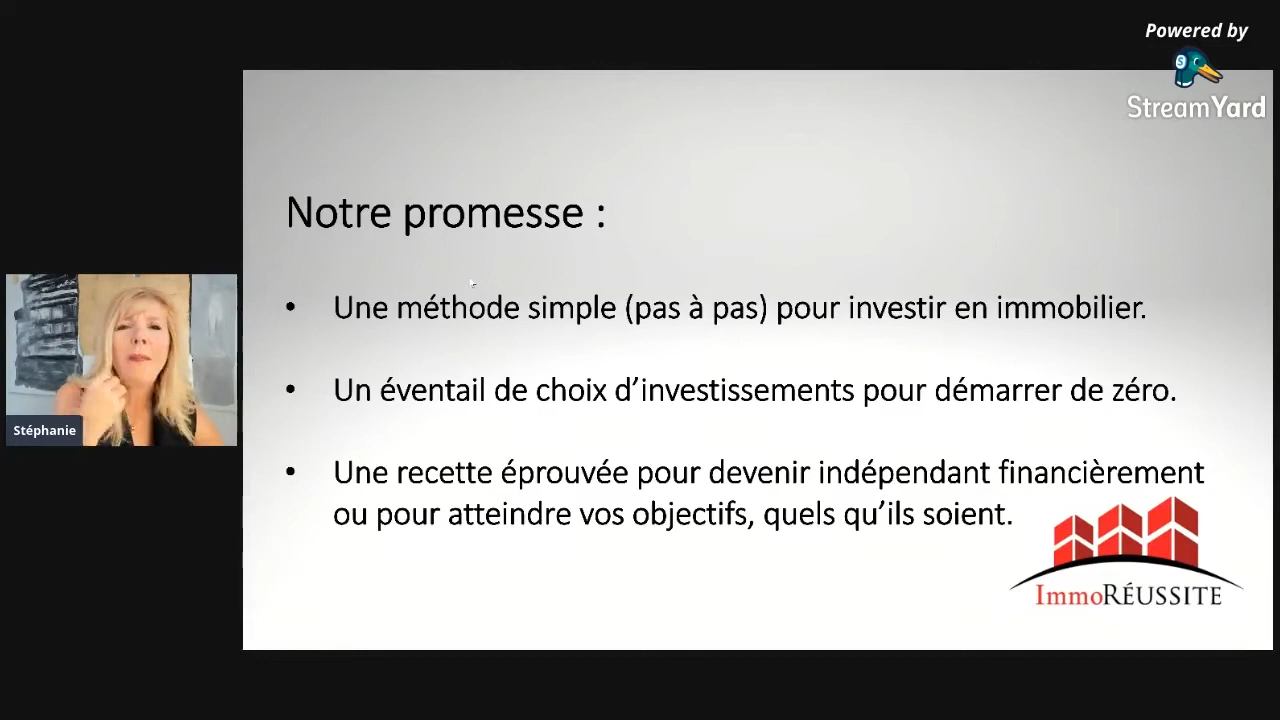 Powered by
StreamYard
Notre promesse :
• Une méthode simple (pas à pas) pour investir en immobilier.
• Un éventail de choix d’investissements pour démarrer de zéro.
• Une recette éprouvée pour devenir indépendant financièrement
ou pour atteindre vos objectifs, quels qu’ils soient.
ImmoRÉUSSITE
Stéphanie